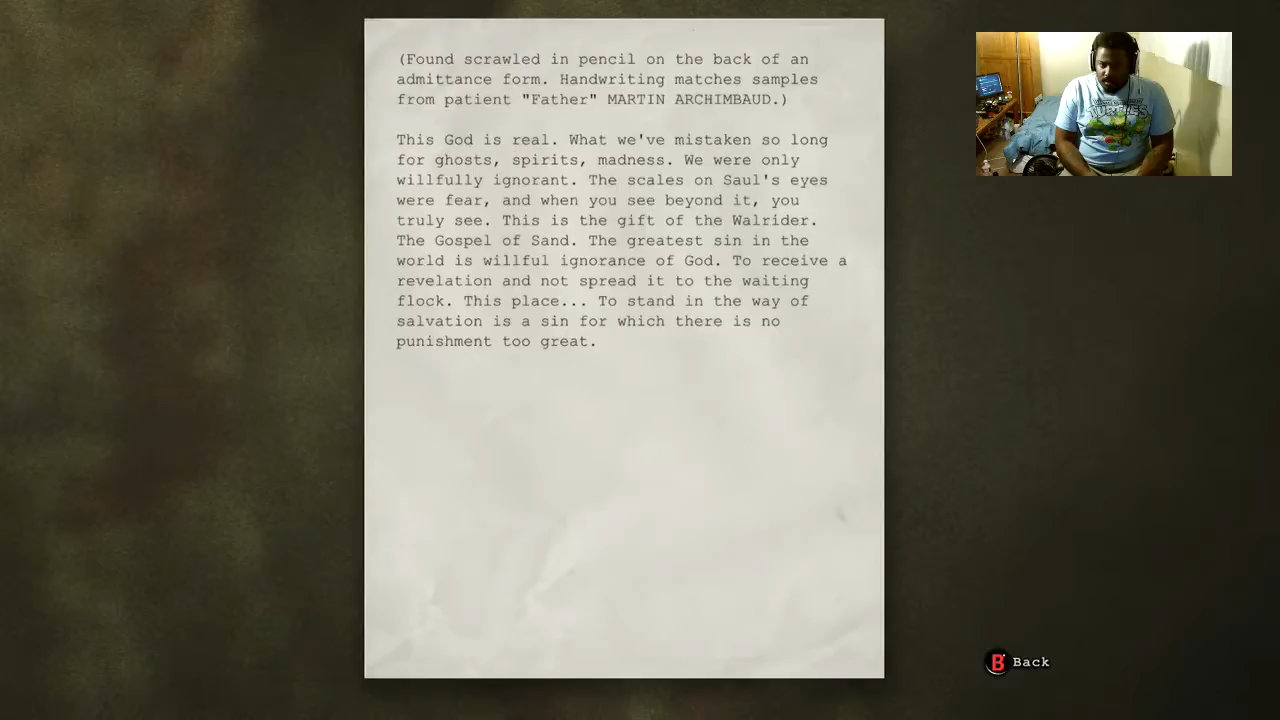 (Found scrawled in pencil on the back of an
admittance form. Handwriting matches samples
from patient "Father" MARTIN ARCHIMBAUD.)
This God is real. What we've mistaken so long
for ghosts, spirits, madness. We were only
willfully ignorant. The scales on Saul's eyes
were fear, and when you see beyond it, you
truly see. This is the gift of the Walrider.
The Gospel of Sand. The greatest sin in the
world is willful ignorance of God. To receive a
revelation and not spread it to the waiting
flock. This place... To stand in the way of
salvation is a sin for which there is no
punishment too great.
TURTLES
B Back